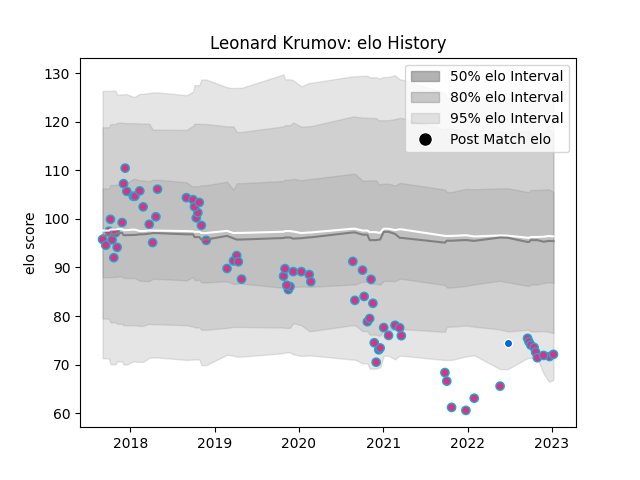 Leonard Krumov: elo History
50% elo Interval
80% elo Interval
95% elo Interval
Post Match elo
elo score
130
120
110
100
90
80
70
60
2018
2019
2020
2021
2022
2023